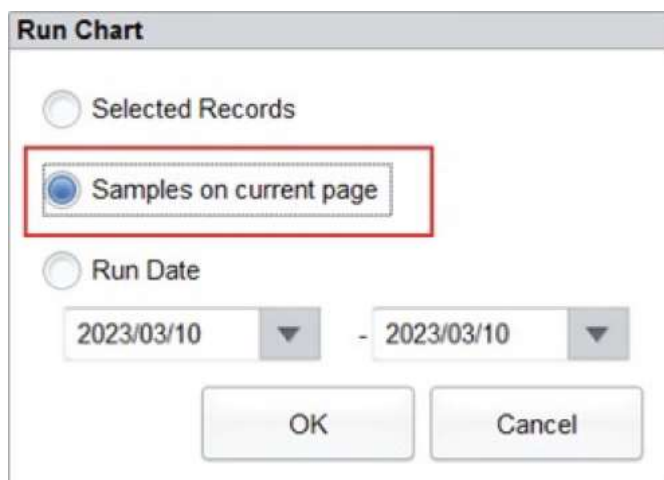 Run Chart
Selected Records
Samples on current page
Run Date
2023/03/10 - 2023/03/10
OK Cancel